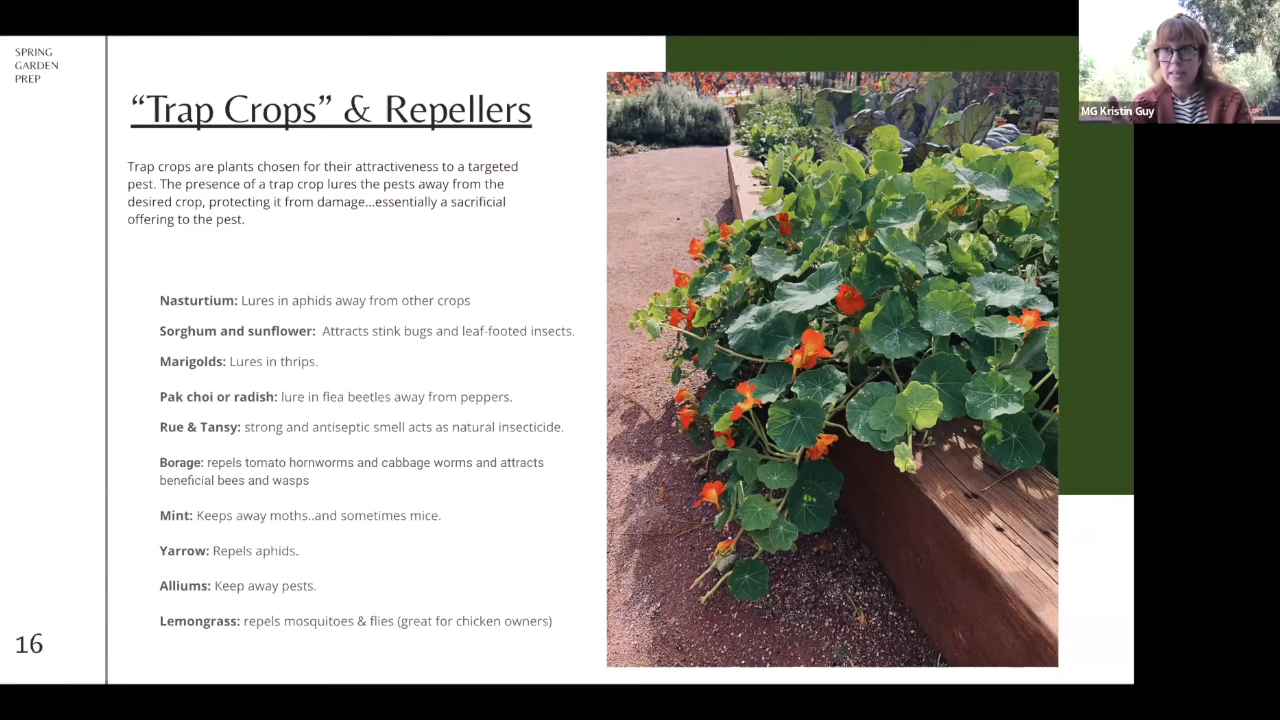 SPRING
GARDEN
PREP
“Trap Crops” & Repellers
Trap crops are plants chosen for their attractiveness to a targeted
pest. The presence of a trap crop lures the pests away from the
desired crop, protecting it from damage...essentially a sacrificial
offering to the pest.
Nasturtium: Lures in aphids away from other crops
Sorghum and sunflower: Attracts stink bugs and leaf-footed insects.
Marigolds: Lures in thrips.
Pak choi or radish: lure in flea beetles away from peppers.
Rue & Tansy: strong and antiseptic smell acts as natural insecticide.
Borage: repels tomato hornworms and cabbage worms and attracts
beneficial bees and wasps
Mint: Keeps away moths..and sometimes mice.
Yarrow: Repels aphids.
Alliums: Keep away pests.
Lemongrass: repels mosquitoes & flies (great for chicken owners)
16
MG Kristin Guy